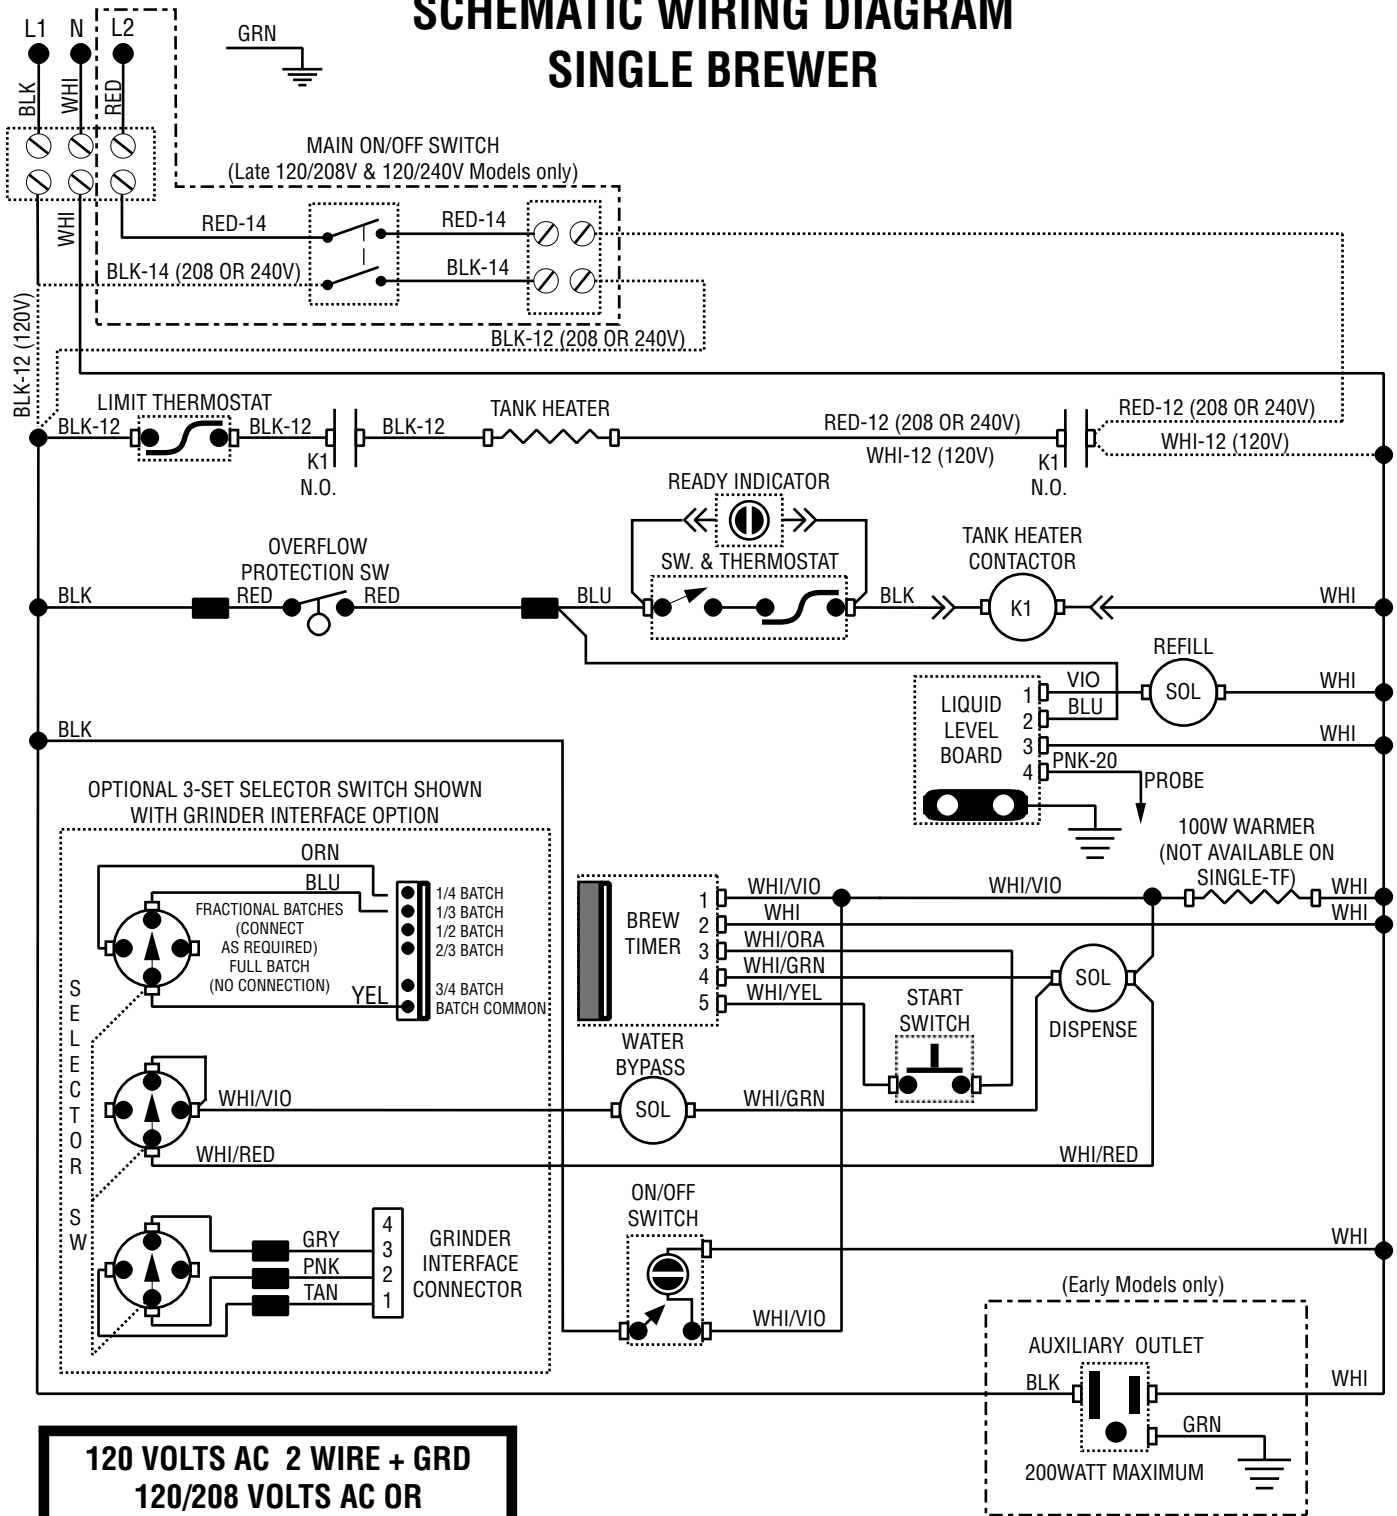 SCHEMATIC WIRING DIAGRAM
SINGLE BREWER
L1 N L2
GRN
BLK
WHI
RED
MAIN ON/OFF SWITCH
(Late 120/208V & 120/240V Models only)
WHI
RED-14
RED-14
BLK-14 (208 OR 240V)
BLK-14
BLK-12 (120V)
BLK-12 (208 OR 240V)
LIMIT THERMOSTAT
BLK-12
BLK-12
BLK-12
TANK HEATER
RED-12 (208 OR 240V)
WHI-12 (120V)
RED-12 (208 OR 240V)
WHI-12 (120V)
K1
N.O.
K1
N.O.
READY INDICATOR
OVERFLOW
PROTECTION SW
SW. & THERMOSTAT
TANK HEATER
CONTACTOR
BLK
RED
RED
BLU
BLK
K1
WHI
REFILL
SOL
WHI
LIQUID
LEVEL
BOARD
1
2
3
4
VIO
BLU
WHI
PNK-20
PROBE
BLK
OPTIONAL 3-SET SELECTOR SWITCH SHOWN
WITH GRINDER INTERFACE OPTION
ORN
BLU
FRACTIONAL BATCHES
(CONNECT
AS REQUIRED)
FULL BATCH
(NO CONNECTION)
YEL
1/4 BATCH
1/3 BATCH
1/2 BATCH
2/3 BATCH
3/4 BATCH
BATCH COMMON
SELECTOR
SW
100W WARMER
(NOT AVAILABLE ON
SINGLE-TF)
BREW
TIMER
1
2
3
4
5
WHI/VIO
WHI/VIO
WHI
WHI
WHI
WHI/ORA
WHI/GRN
WHI/YEL
START
SWITCH
SOL
DISPENSE
WATER
BYPASS
SOL
WHI/VIO
WHI/GRN
WHI/RED
WHI/RED
ON/OFF
SWITCH
WHI
WHI/VIO
GRY
PNK
TAN
4
3
2
1
GRINDER
INTERFACE
CONNECTOR
(Early Models only)
AUXILIARY OUTLET
BLK
WHI
GRN
200WATT MAXIMUM
120 VOLTS AC 2 WIRE + GRD
120/208 VOLTS AC OR